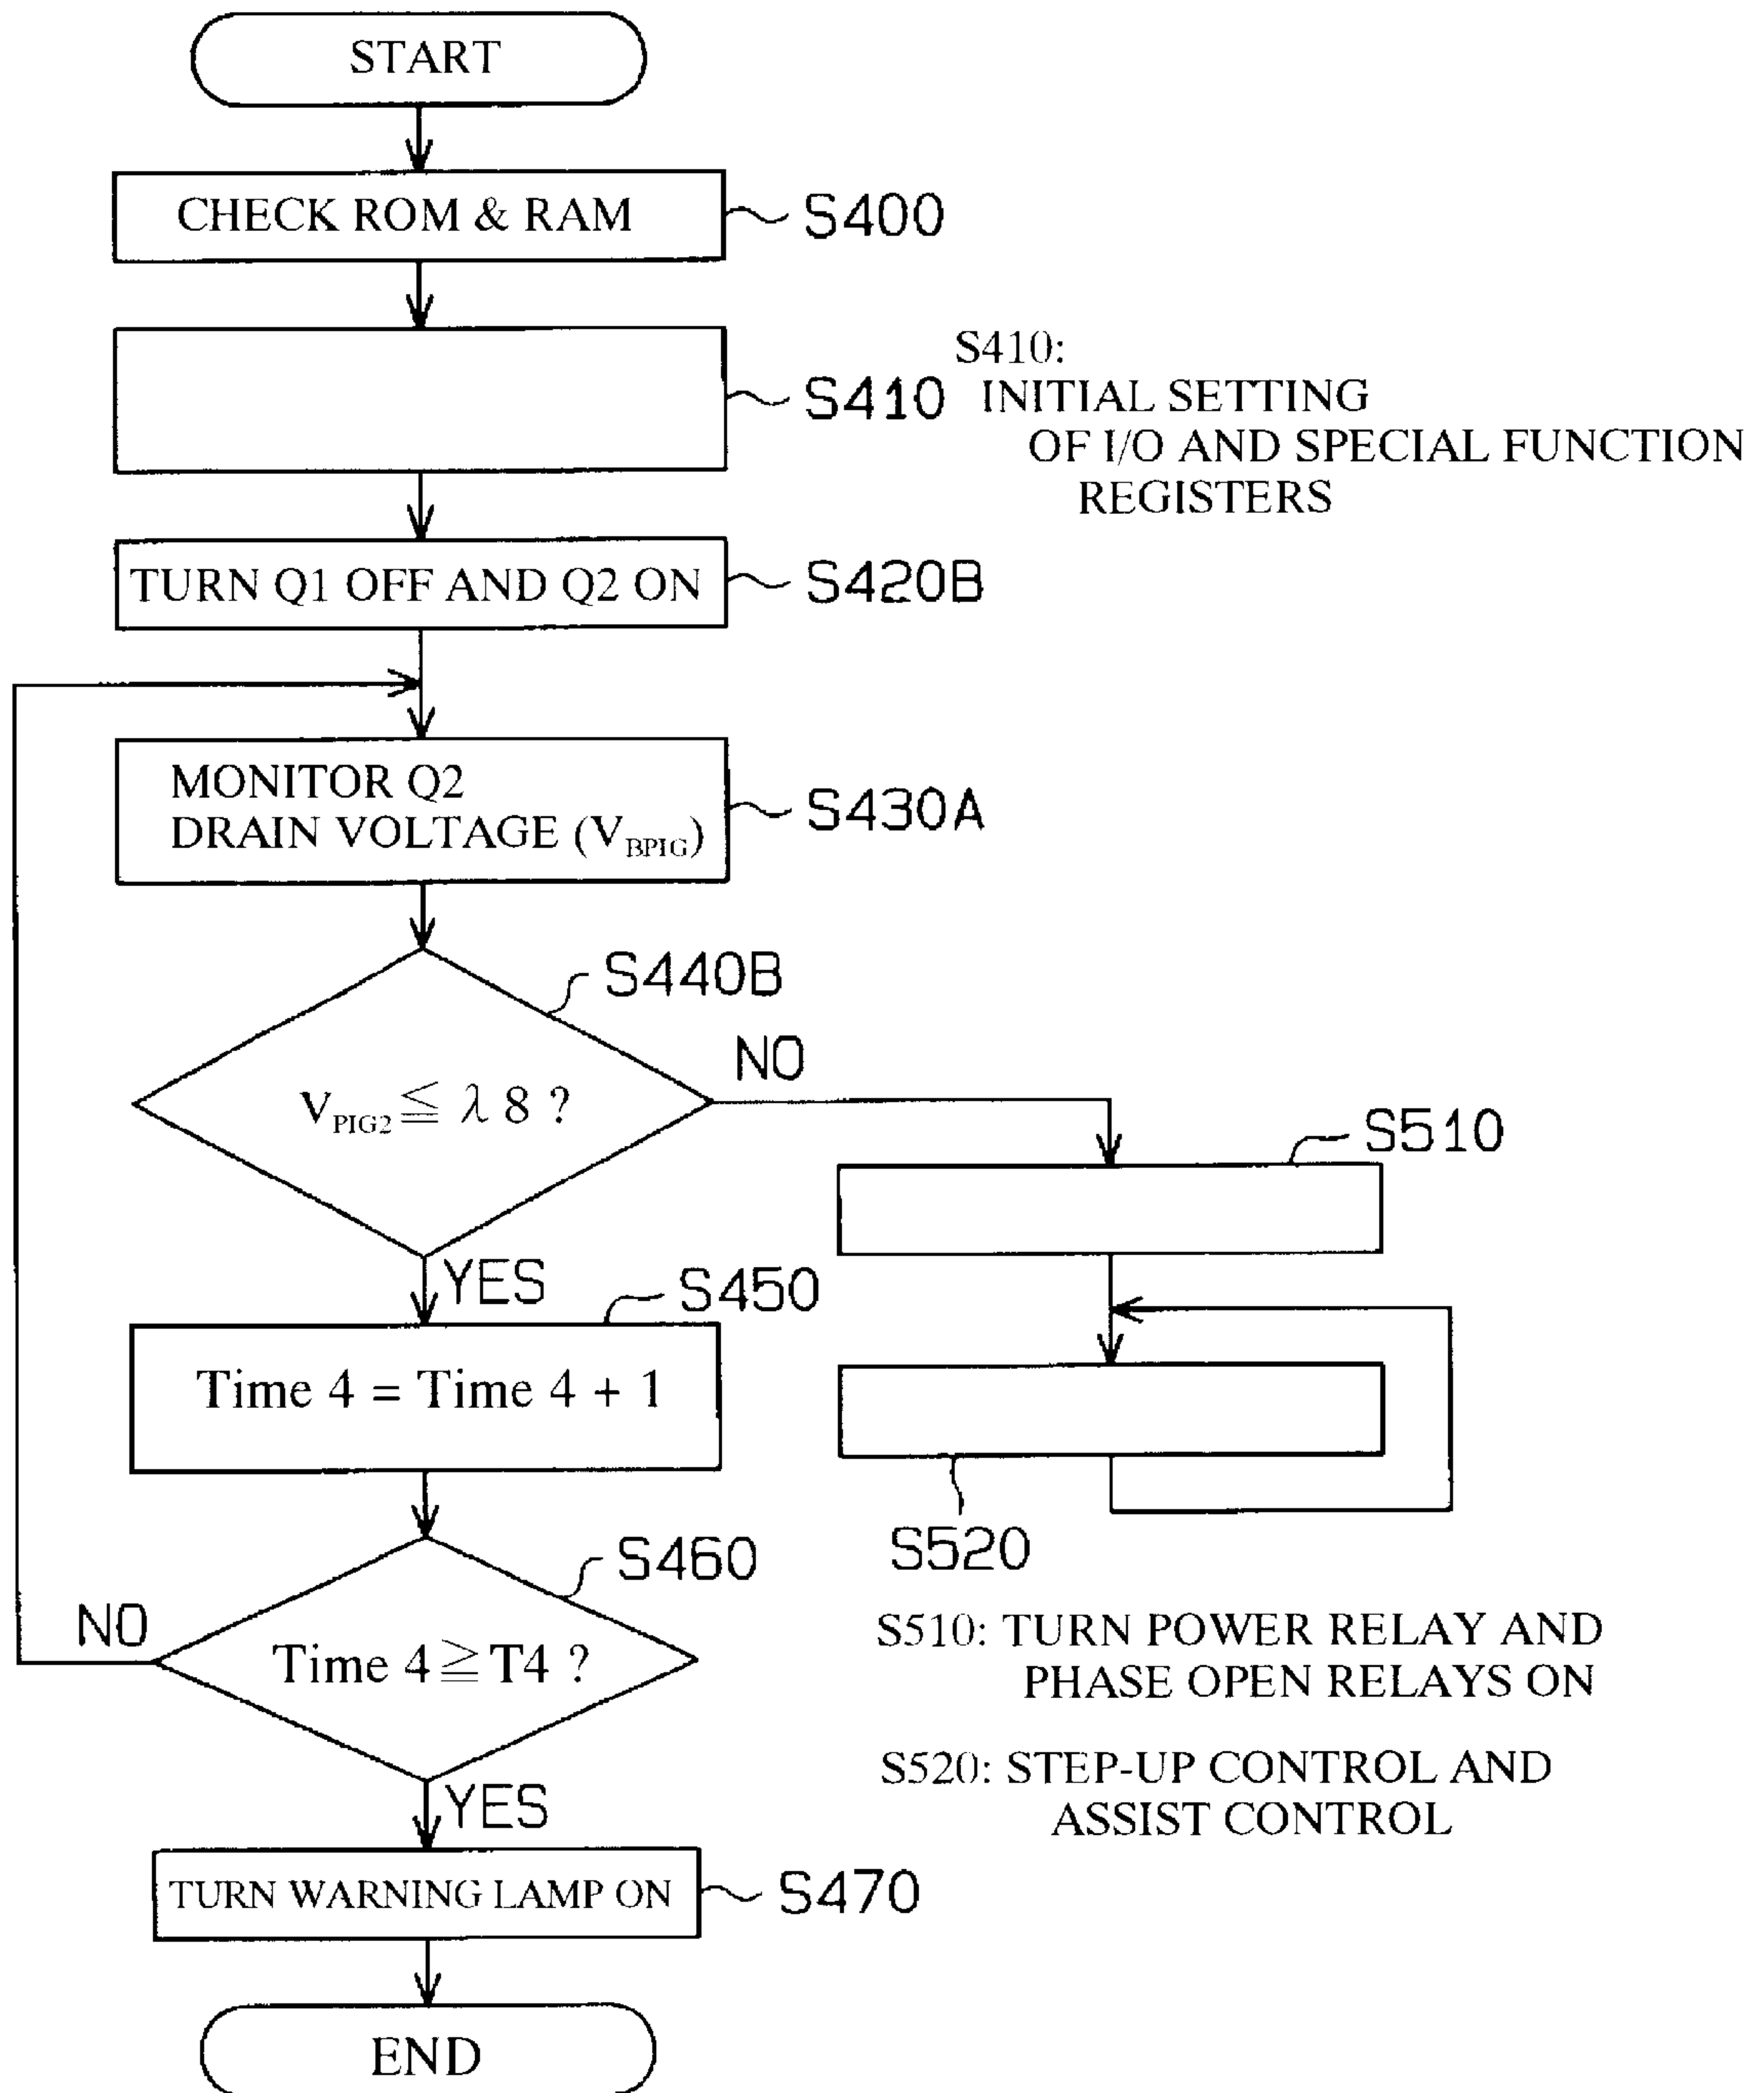 START
CHECK ROM & RAM
S400
S410
S410:
INITIAL SETTING
OF I/O AND SPECIAL FUNCTION
REGISTERS
TURN Q1 OFF AND Q2 ON
S420B
MONITOR Q2
DRAIN VOLTAGE (VBPIG)
S430A
S440B
VPIG2 ≦ λ 8 ?
NO
YES
S510
S450
Time 4 = Time 4 + 1
S520
S460
Time 4 ≧ T4 ?
NO
YES
S510: TURN POWER RELAY AND
PHASE OPEN RELAYS ON
S520: STEP-UP CONTROL AND
ASSIST CONTROL
TURN WARNING LAMP ON
S470
END